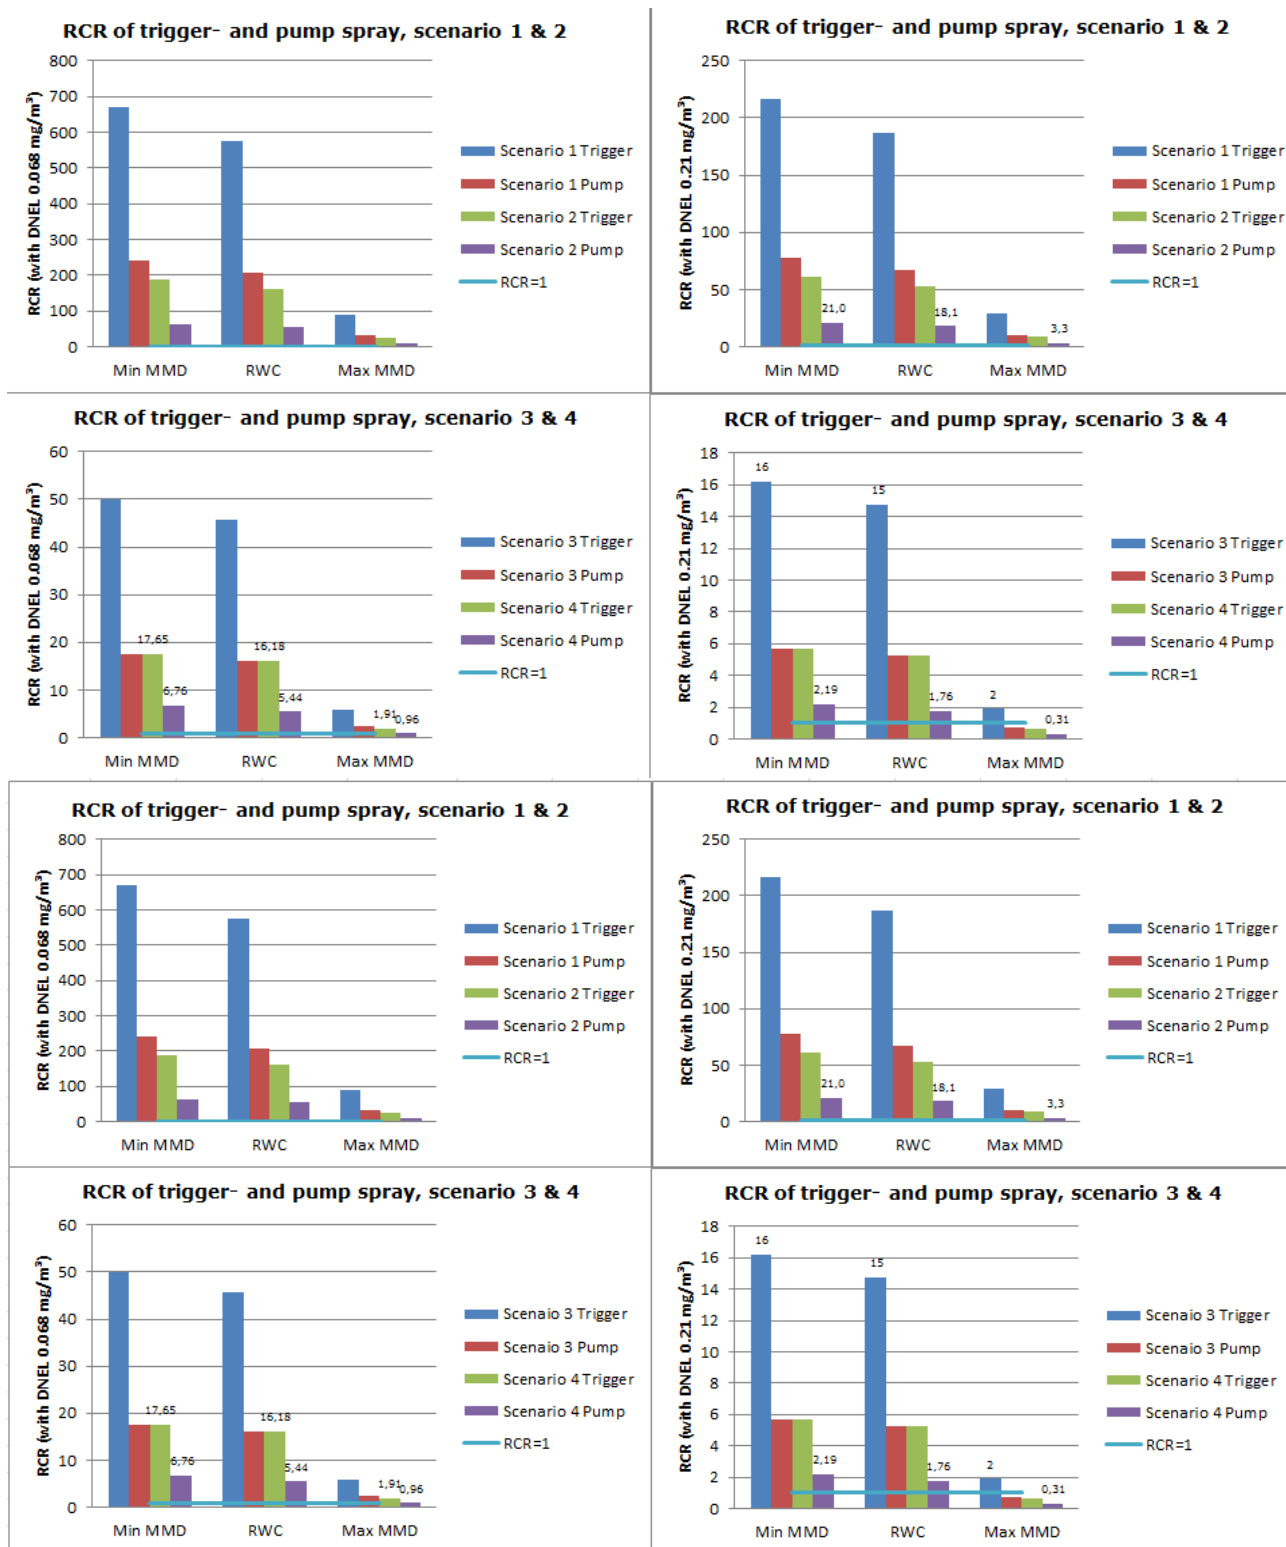 RCR of trigger- and pump spray, scenario 1 & 2
RCR (with DNEL 0.068 mg/m³)
800
700
600
500
400
300
200
100
0
Min MMD RWC Max MMD
Scenario 1 Trigger
Scenario 1 Pump
Scenario 2 Trigger
Scenario 2 Pump
RCR=1
RCR of trigger- and pump spray, scenario 1 & 2
RCR (with DNEL 0.21 mg/m³)
250
200
150
100
50
0
21,0
18,1
3,3
Min MMD RWC Max MMD
Scenario 1 Trigger
Scenario 1 Pump
Scenario 2 Trigger
Scenario 2 Pump
RCR=1
RCR of trigger- and pump spray, scenario 3 & 4
RCR (with DNEL 0.068 mg/m³)
60
50
40
30
20
10
0
17,65
6,76
16,18
5,44
1,91
0,96
Min MMD RWC Max MMD
Scenario 3 Trigger
Scenario 3 Pump
Scenario 4 Trigger
Scenario 4 Pump
RCR=1
RCR of trigger- and pump spray, scenario 3 & 4
RCR (with DNEL 0.21 mg/m³)
18
16
14
12
10
8
6
4
2
0
16
2,19
15
1,76
2
0,31
Min MMD RWC Max MMD
Scenario 3 Trigger
Scenario 3 Pump
Scenario 4 Trigger
Scenario 4 Pump
RCR=1
RCR of trigger- and pump spray, scenario 1 & 2
RCR (with DNEL 0.068 mg/m³)
800
700
600
500
400
300
200
100
0
Min MMD RWC Max MMD
Scenario 1 Trigger
Scenario 1 Pump
Scenario 2 Trigger
Scenario 2 Pump
RCR=1
RCR of trigger- and pump spray, scenario 1 & 2
RCR (with DNEL 0.21 mg/m³)
250
200
150
100
50
0
21,0
18,1
3,3
Min MMD RWC Max MMD
Scenario 1 Trigger
Scenario 1 Pump
Scenario 2 Trigger
Scenario 2 Pump
RCR=1
RCR of trigger- and pump spray, scenario 3 & 4
RCR (with DNEL 0.068 mg/m³)
60
50
40
30
20
10
0
17,65
6,76
16,18
5,44
1,91
0,96
Min MMD RWC Max MMD
Scenaio 3 Trigger
Scenaio 3 Pump
Scenario 4 Trigger
Scenario 4 Pump
RCR=1
RCR of trigger- and pump spray, scenario 3 & 4
RCR (with DNEL 0.21 mg/m³)
18
16
14
12
10
8
6
4
2
0
16
2,19
15
1,76
2
0,31
Min MMD RWC Max MMD
Scenaio 3 Trigger
Scenaio 3 Pump
Scenario 4 Trigger
Scenario 4 Pump
RCR=1